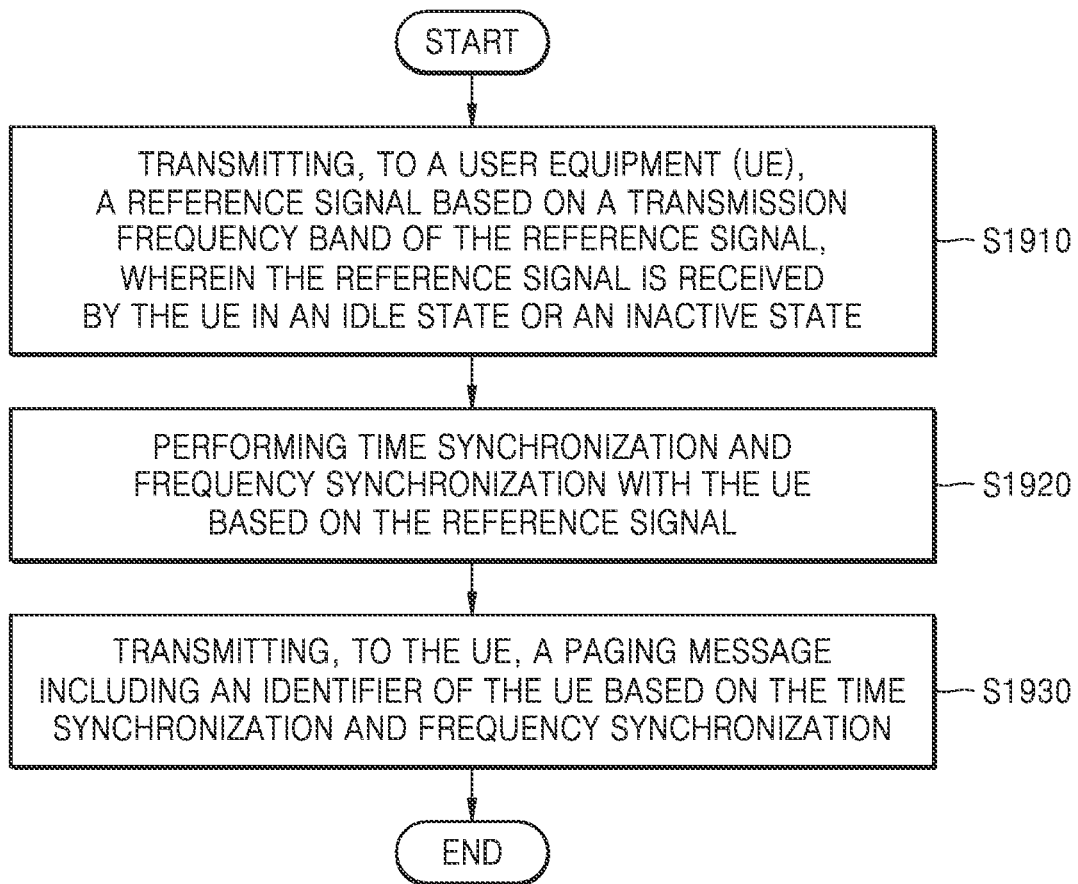 START
TRANSMITTING, TO A USER EQUIPMENT (UE),
A REFERENCE SIGNAL BASED ON A TRANSMISSION
FREQUENCY BAND OF THE REFERENCE SIGNAL,
WHEREIN THE REFERENCE SIGNAL IS RECEIVED
BY THE UE IN AN IDLE STATE OR AN INACTIVE STATE
S1910
PERFORMING TIME SYNCHRONIZATION AND
FREQUENCY SYNCHRONIZATION WITH THE UE
BASED ON THE REFERENCE SIGNAL
S1920
TRANSMITTING, TO THE UE, A PAGING MESSAGE
INCLUDING AN IDENTIFIER OF THE UE BASED ON THE TIME
SYNCHRONIZATION AND FREQUENCY SYNCHRONIZATION
S1930
END